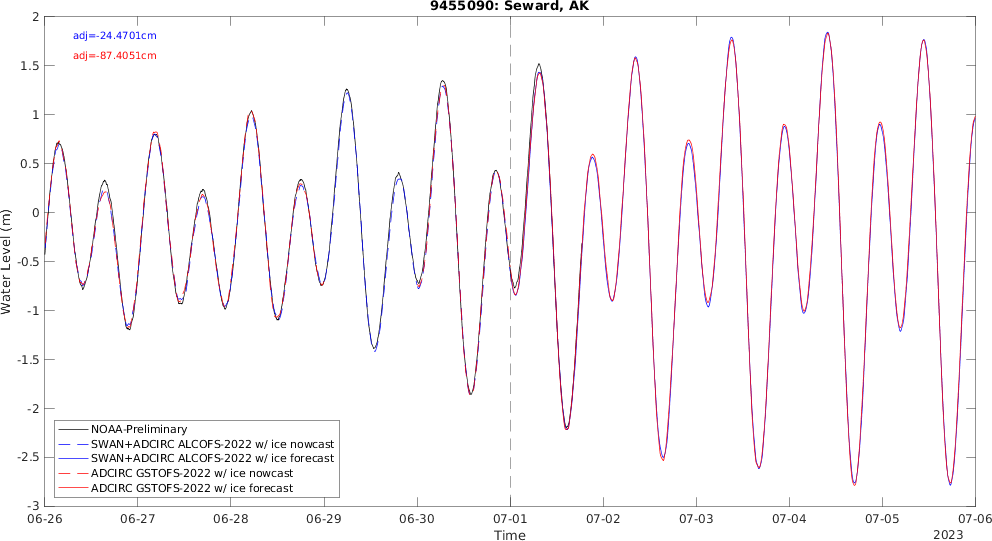 9455090: Seward, AK
adj=-24.4701cm
adj=-87.4051cm
2
1.5
1
0.5
0
-0.5
-1
-1.5
-2
-2.5
-3
Water Level (m)
NOAA-Preliminary
SWAN+ADCIRC ALCOFS-2022 w/ ice nowcast
SWAN+ADCIRC ALCOFS-2022 w/ ice forecast
ADCIRC GSTOFS-2022 w/ ice nowcast
ADCIRC GSTOFS-2022 w/ ice forecast
06-26 06-27 06-28 06-29 06-30 07-01 07-02 07-03 07-04 07-05 07-06
Time
2023